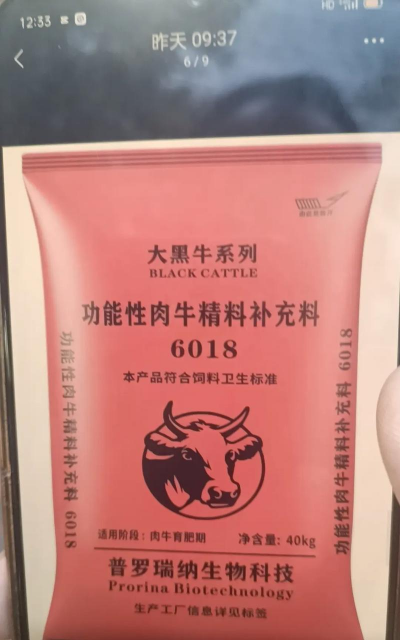 12:33
昨天 09:37
6/9
大黑牛系列
BLACK CATTLE
功能性肉牛精料补充料
6018
本产品符合饲料卫生标准
功能性肉牛精料补充料 6018
功能性肉牛精料补充料 6018
适用阶段：肉牛育肥期
净含量：40kg
普罗瑞纳生物科技
Prorina Biotechnology
生产工厂信息详见标签